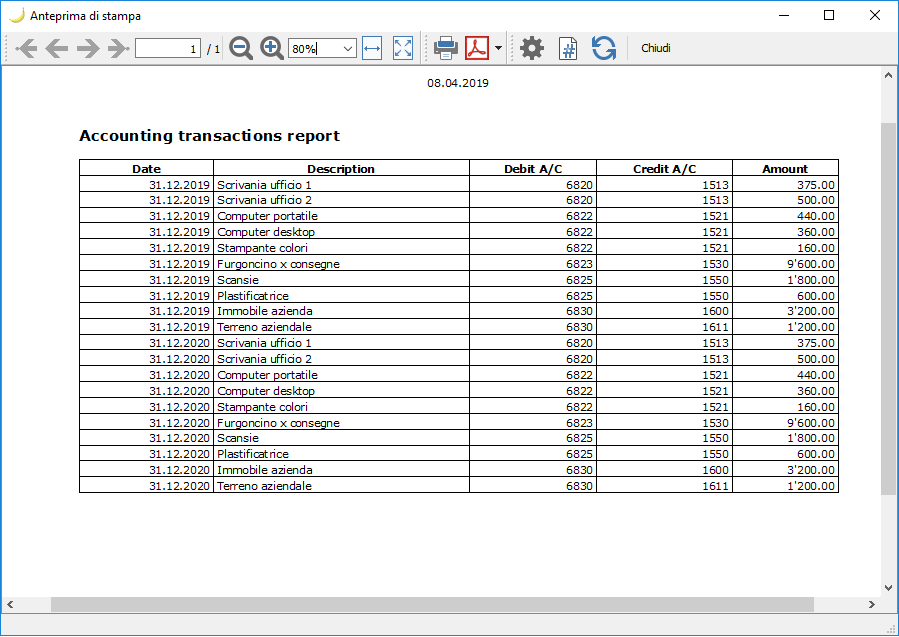 Anteprima di stampa
1 / 1 80% Chiudi
08.04.2019
Accounting transactions report
Date Description Debit A/C Credit A/C Amount
31.12.2019 Scrivania ufficio 1 6820 1513 375.00
31.12.2019 Scrivania ufficio 2 6820 1513 500.00
31.12.2019 Computer portatile 6822 1521 440.00
31.12.2019 Computer desktop 6822 1521 360.00
31.12.2019 Stampante colori 6822 1521 160.00
31.12.2019 Furgoncino x consegne 6823 1530 9'600.00
31.12.2019 Scansie 6825 1550 1'800.00
31.12.2019 Plastificatrice 6825 1550 600.00
31.12.2019 Immobile azienda 6830 1600 3'200.00
31.12.2019 Terreno aziendale 6830 1611 1'200.00
31.12.2020 Scrivania ufficio 1 6820 1513 375.00
31.12.2020 Scrivania ufficio 2 6820 1513 500.00
31.12.2020 Computer portatile 6822 1521 440.00
31.12.2020 Computer desktop 6822 1521 360.00
31.12.2020 Stampante colori 6822 1521 160.00
31.12.2020 Furgoncino x consegne 6823 1530 9'600.00
31.12.2020 Scansie 6825 1550 1'800.00
31.12.2020 Plastificatrice 6825 1550 600.00
31.12.2020 Immobile azienda 6830 1600 3'200.00
31.12.2020 Terreno aziendale 6830 1611 1'200.00